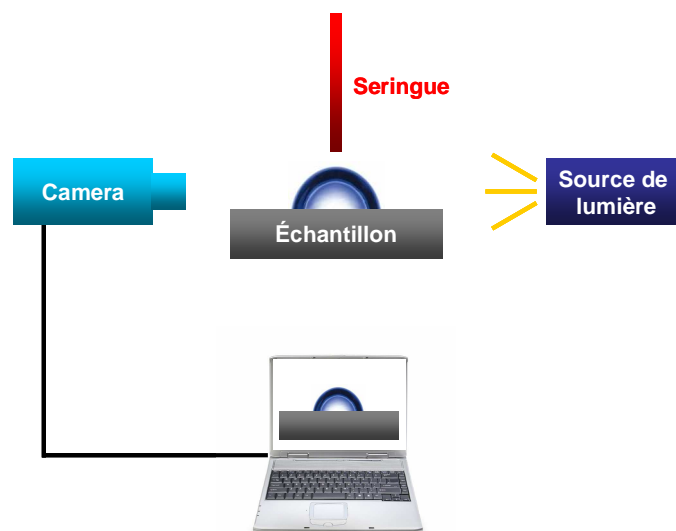 Seringue
Camera
Échantillon
Source de
lumière